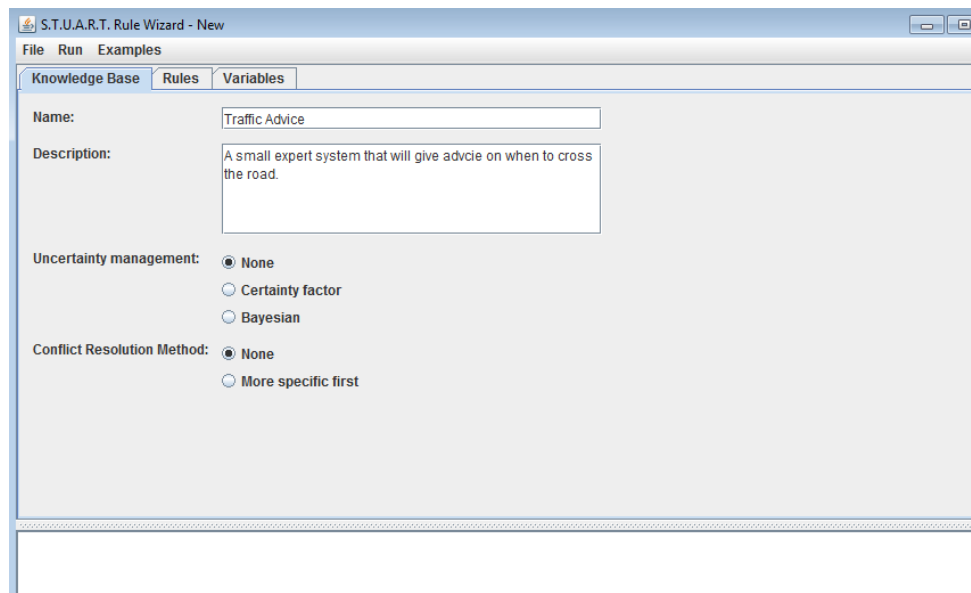 S.T.U.A.R.T. Rule Wizard - New
File Run Examples
Knowledge Base Rules Variables
Name: Traffic Advice
Description: A small expert system that will give advcie on when to cross
the road.
Uncertainty management: None
Certainty factor
Bayesian
Conflict Resolution Method: None
More specific first